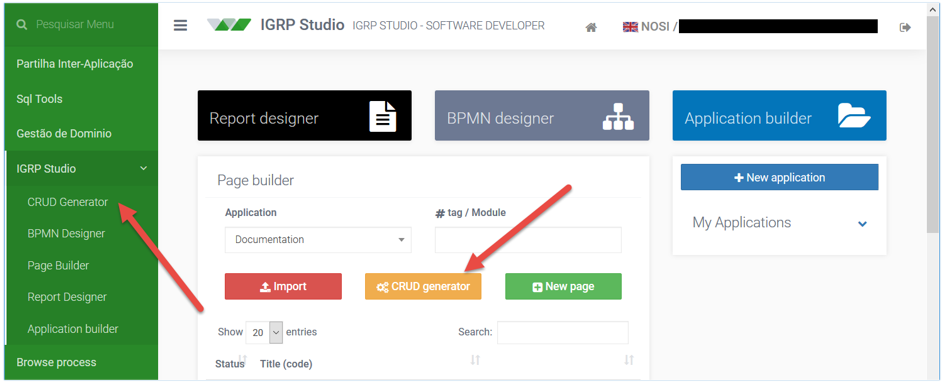 Pesquisar Menu
Partilha Inter-Aplicação
Sql Tools
Gestão de Dominio
IGRP Studio
CRUD Generator
BPMN Designer
Page Builder
Report Designer
Application builder
Browse process
IGRP Studio IGRP STUDIO - SOFTWARE DEVELOPER
NOSI /
Report designer
BPMN designer
Application builder
Page builder
Application
# tag / Module
Documentation
Import
CRUD generator
New page
Show 20 entries
Search:
Status Title (code)
New application
My Applications